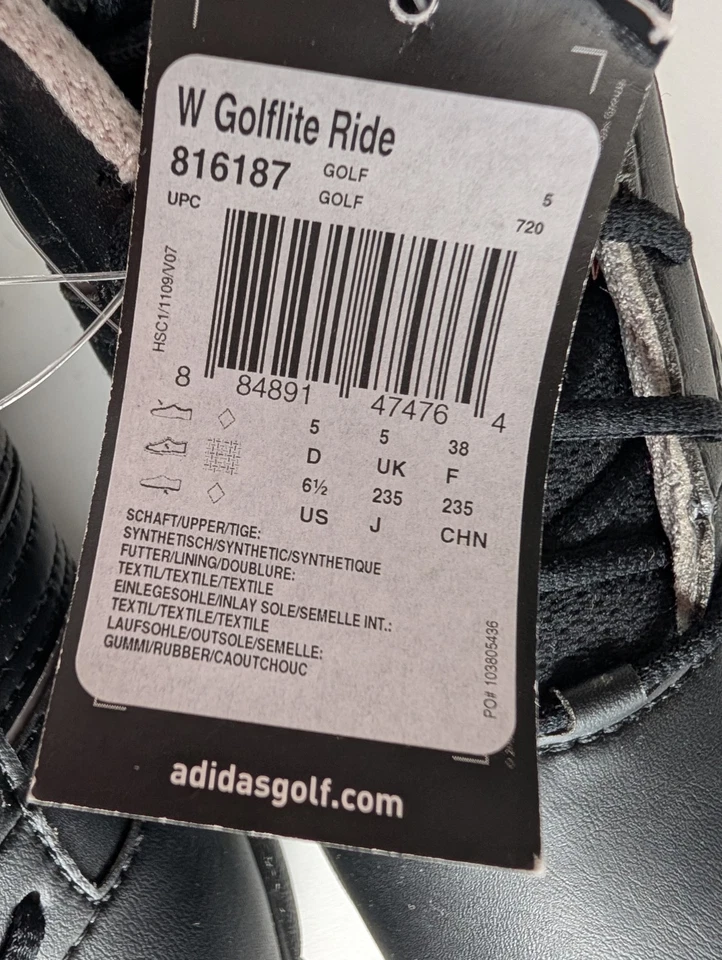 W Golflite Ride
816187 GOLF
GOLF 5
UPC 720
HSC1/1109/V07
8 84891 47476 4
5 5 38
D UK F
6½ 235 235
US J CHN
SCHAFT/UPPER/TIGE:
SYNTHETISCH/SYNTHETIC/SYNTHETIQUE
FUTTER/LINING/DOUBLURE:
TEXTIL/TEXTILE/TEXTILE
EINLEGESOHLE/INLAY SOLE/SEMELLE INT.:
TEXTIL/TEXTILE/TEXTILE
LAUFSOHLE/OUTSOLE/SEMELLE:
GUMMI/RUBBER/CAOUTCHOUC
PO# 103805436
adidasgolf.com